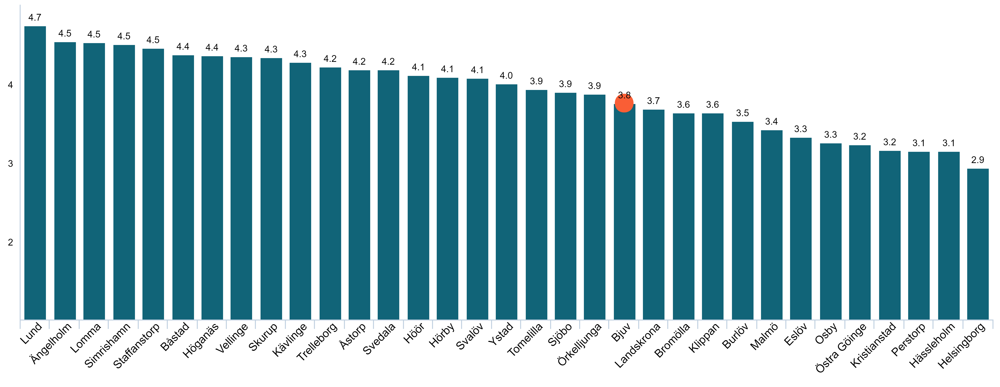 4.7
4.5
4.5
4.5
4.5
4.4
4.4
4.3
4.3
4.3
4.2
4.2
4.2
4.1
4.1
4.1
4.0
3.9
3.9
3.9
3.8
3.7
3.6
3.6
3.5
3.4
3.3
3.3
3.2
3.2
3.1
3.1
2.9
4
3
2
Lund
Ängelholm
Lomma
Simrishamn
Staffanstorp
Båstad
Höganäs
Vellinge
Skurup
Kävlinge
Trelleborg
Åstorp
Svedala
Höör
Hörby
Svalöv
Ystad
Tomelilla
Sjöbo
Örkelljunga
Bjuv
Landskrona
Bromölla
Klippan
Burlöv
Malmö
Eslöv
Osby
Östra Göinge
Kristianstad
Perstorp
Hässleholm
Helsingborg